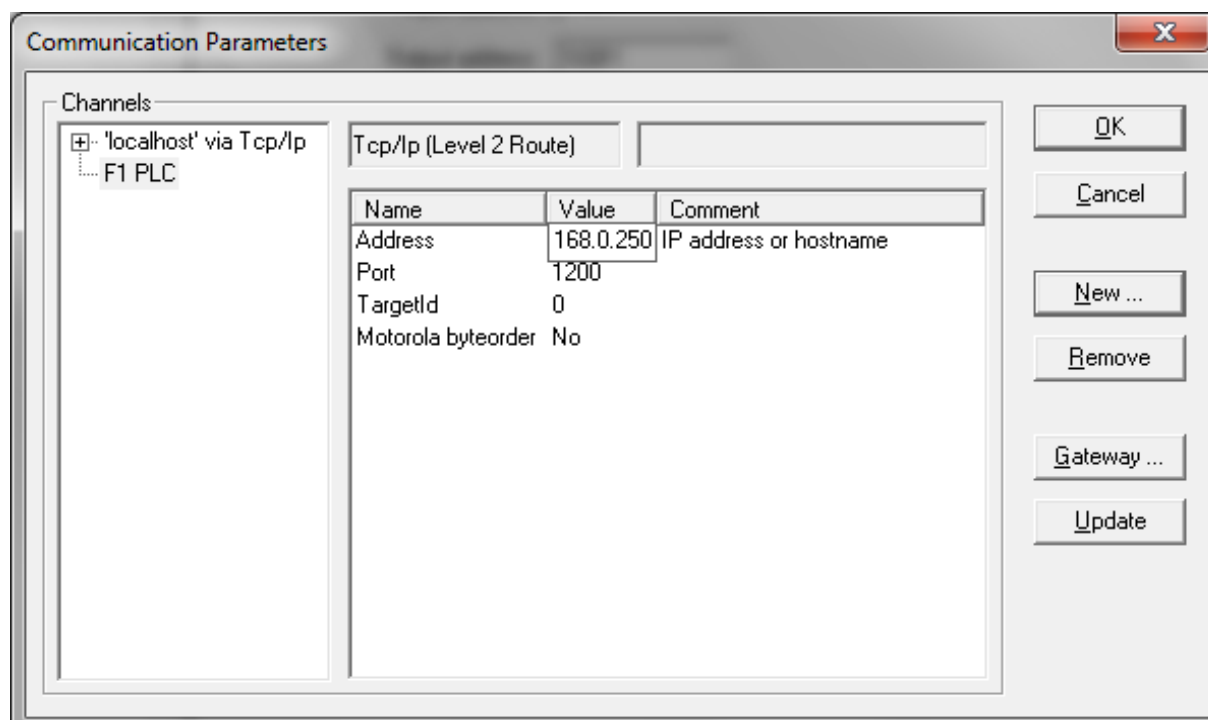 Communication Parameters
Channels
'localhost' via Tcp/Ip
F1 PLC
Tcp/Ip (Level 2 Route)
Name Value Comment
Address 168.0.250 IP address or hostname
Port 1200
TargetId 0
Motorola byteorder No
OK
Cancel
New ...
Remove
Gateway ...
Update